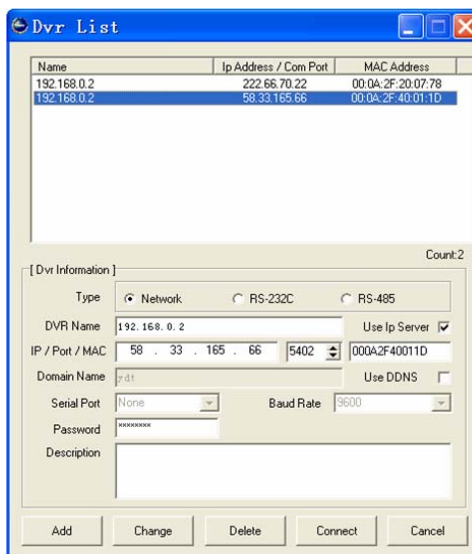 Dvr List
Name Ip Address / Com Port MAC Address
192.168.0.2 222.66.70.22 00:0A:2F:20:07:78
192.168.0.2 58.33.165.66 00:0A:2F:40:01:1D
Count:2
[ Dvr Information ]
Type Network RS-232C RS-485
DVR Name 192.168.0.2 Use Ip Server
IP / Port / MAC 58 . 33 . 165 . 66 5402 000A2F40011D
Domain Name ydt Use DDNS
Serial Port None Baud Rate 9600
Password xxxxxxxx
Description
Add Change Delete Connect Cancel